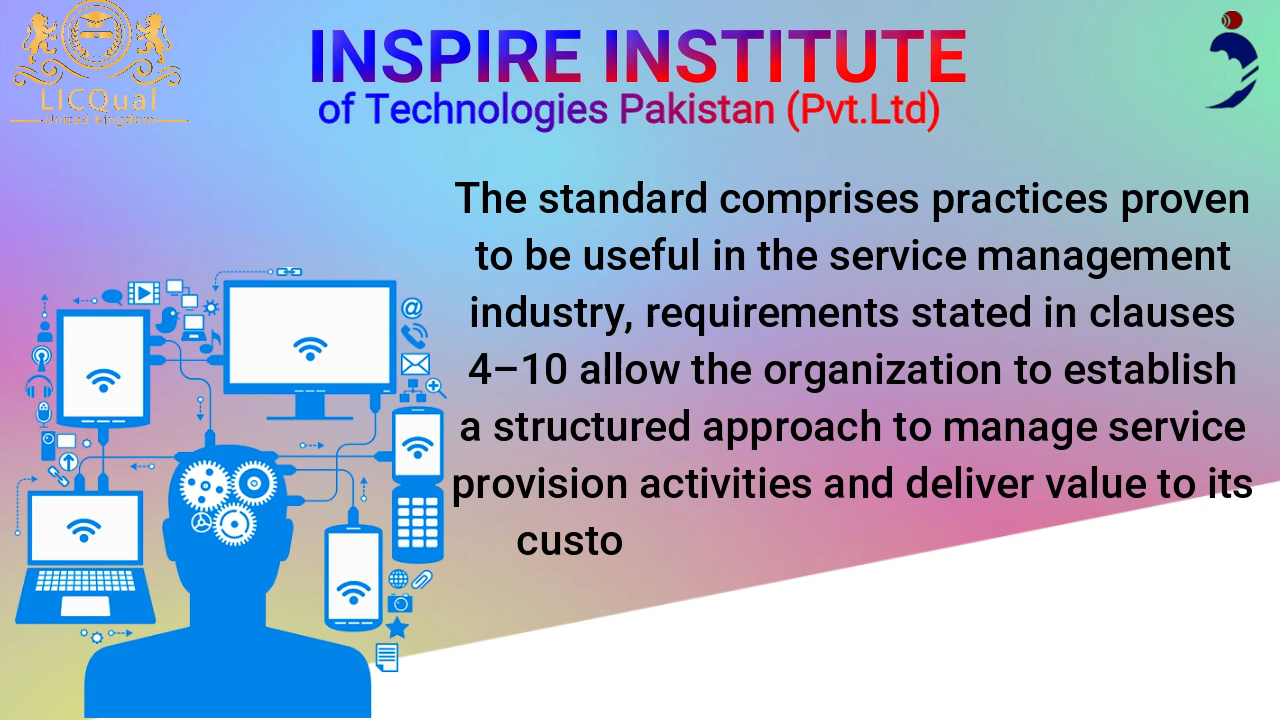 LICQual
United Kingdom
INSPIRE INSTITUTE
of Technologies Pakistan (Pvt.Ltd)
The standard comprises practices proven
to be useful in the service management
industry, requirements stated in clauses
4–10 allow the organization to establish
a structured approach to manage service
provision activities and deliver value to its
custo
@